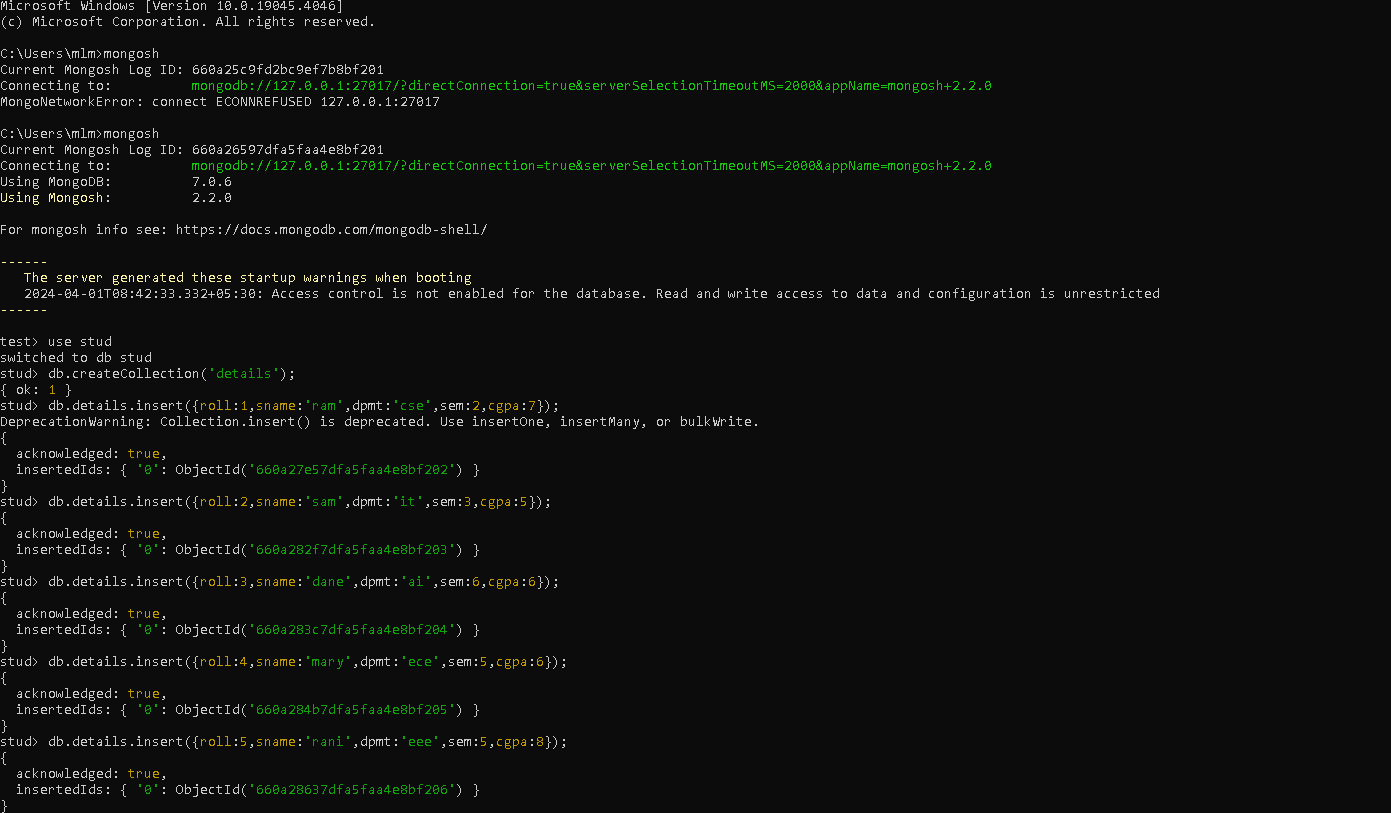 Microsoft Windows [Version 10.0.19045.4046]
(c) Microsoft Corporation. All rights reserved.
C:\Users\mlm>mongosh
Current Mongosh Log ID: 660a25c9fd2bc9ef7b8bf201
Connecting to:          mongodb://127.0.0.1:27017/?directConnection=true&serverSelectionTimeoutMS=2000&appName=mongosh+2.2.0
MongoNetworkError: connect ECONNREFUSED 127.0.0.1:27017
C:\Users\mlm>mongosh
Current Mongosh Log ID: 660a26597dfa5faa4e8bf201
Connecting to:          mongodb://127.0.0.1:27017/?directConnection=true&serverSelectionTimeoutMS=2000&appName=mongosh+2.2.0
Using MongoDB:          7.0.6
Using Mongosh:          2.2.0
For mongosh info see: https://docs.mongodb.com/mongodb-shell/
------
   The server generated these startup warnings when booting
   2024-04-01T08:42:33.332+05:30: Access control is not enabled for the database. Read and write access to data and configuration is unrestricted
------
test> use stud
switched to db stud
stud> db.createCollection('details');
{ ok: 1 }
stud> db.details.insert({roll:1,sname:'ram',dpmt:'cse',sem:2,cgpa:7});
DeprecationWarning: Collection.insert() is deprecated. Use insertOne, insertMany, or bulkWrite.
{
  acknowledged: true,
  insertedIds: { '0': ObjectId('660a27e57dfa5faa4e8bf202') }
}
stud> db.details.insert({roll:2,sname:'sam',dpmt:'it',sem:3,cgpa:5});
{
  acknowledged: true,
  insertedIds: { '0': ObjectId('660a282f7dfa5faa4e8bf203') }
}
stud> db.details.insert({roll:3,sname:'dane',dpmt:'ai',sem:6,cgpa:6});
{
  acknowledged: true,
  insertedIds: { '0': ObjectId('660a283c7dfa5faa4e8bf204') }
}
stud> db.details.insert({roll:4,sname:'mary',dpmt:'ece',sem:5,cgpa:6});
{
  acknowledged: true,
  insertedIds: { '0': ObjectId('660a284b7dfa5faa4e8bf205') }
}
stud> db.details.insert({roll:5,sname:'rani',dpmt:'eee',sem:5,cgpa:8});
{
  acknowledged: true,
  insertedIds: { '0': ObjectId('660a28637dfa5faa4e8bf206') }
}